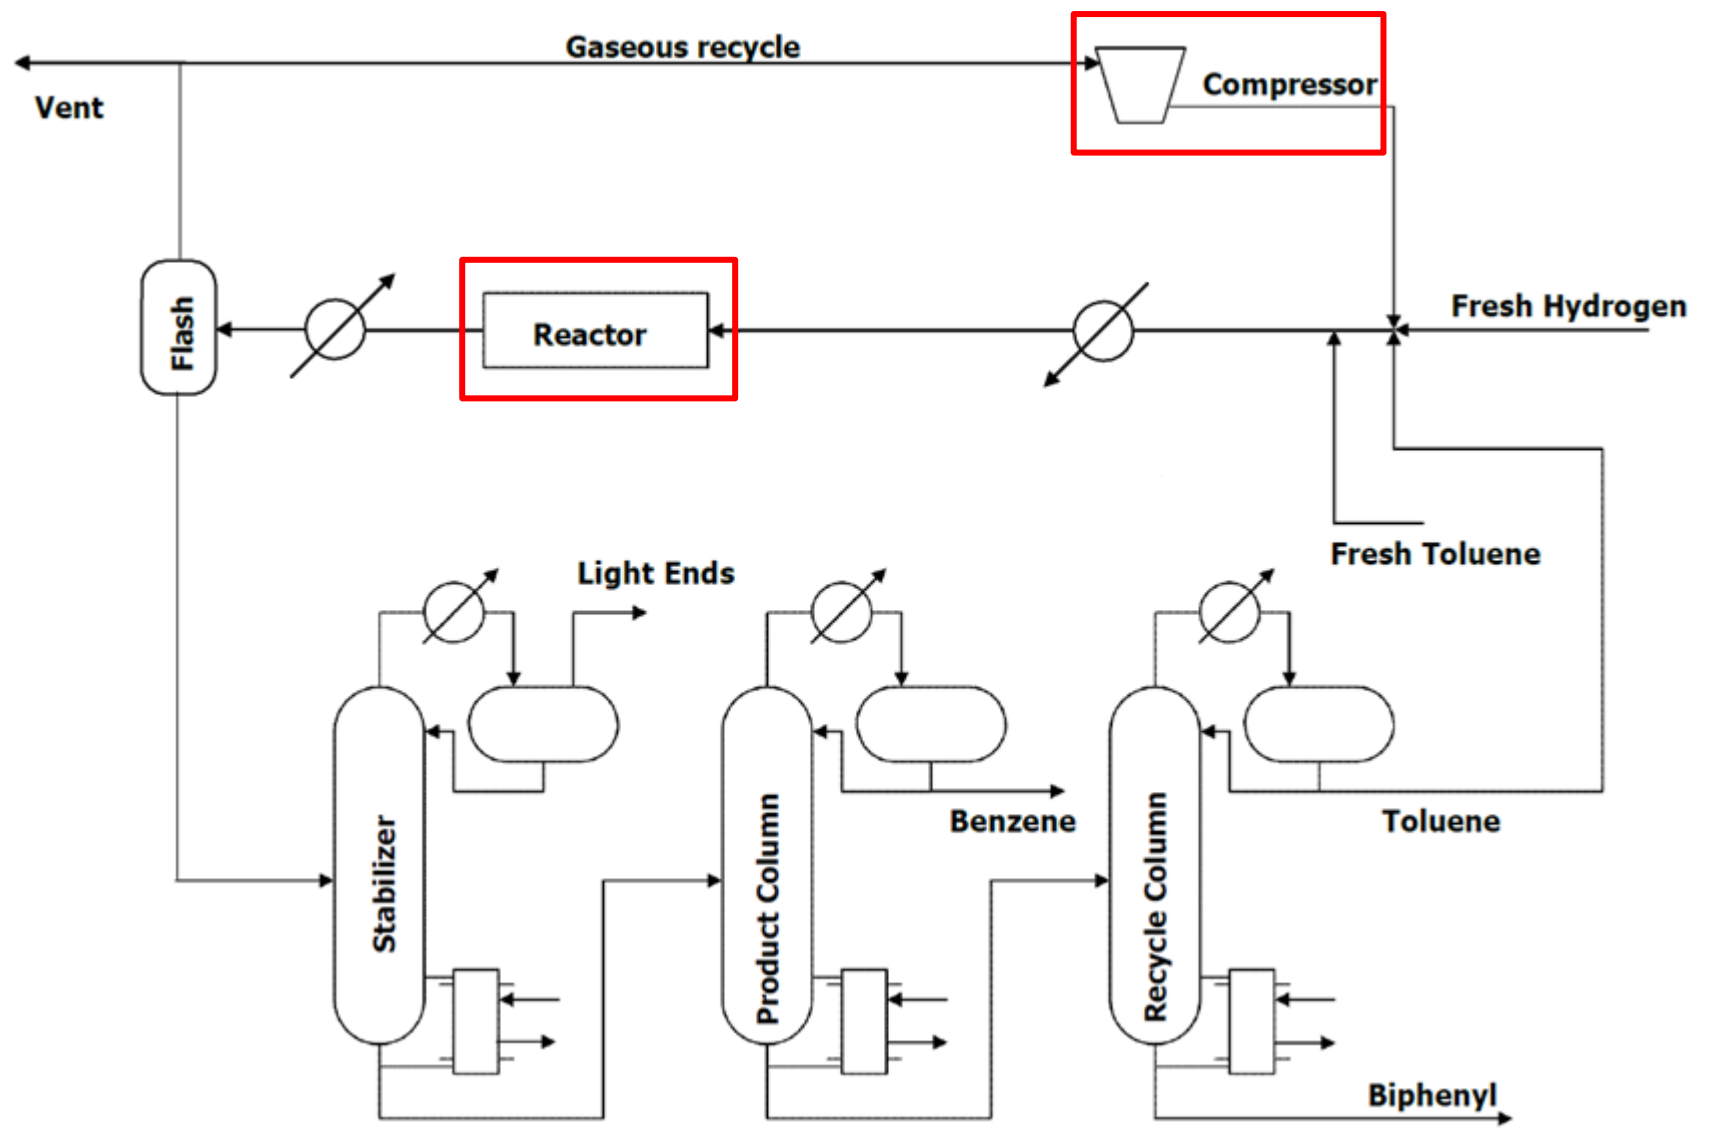 Gaseous recycle
Compressor
Vent
Fresh Hydrogen
Flash
Reactor
Fresh Toluene
Light Ends
Benzene
Toluene
Stabilizer
Product Column
Recycle Column
Biphenyl